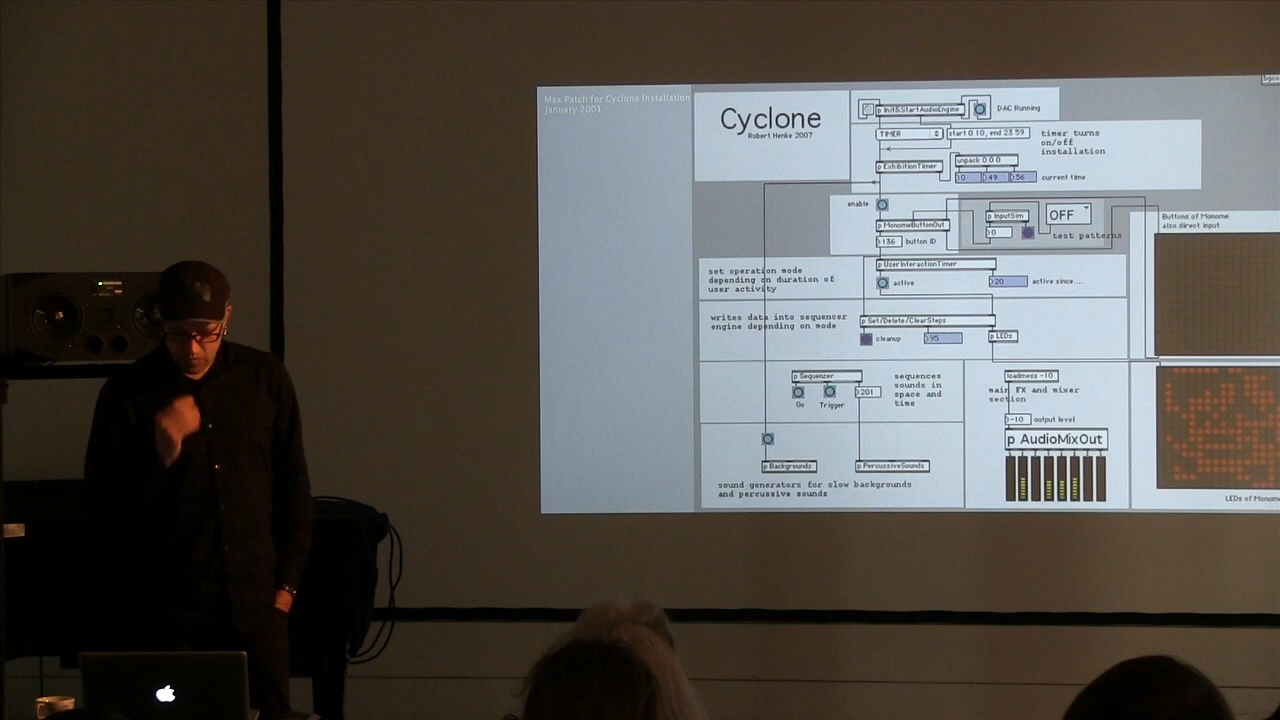 Max Patch for Cyclone Installation
January 2001
Cyclone
Robert Henke 2007
p Init&StartAudioEngine
DAC Running
TIMER
start 0 10, end 23 59
timer turns
on/off
installation
p ExhibitionTimer
unpack 0 0 0
0
49
56
current time
enable
p MonomeButtonOut
136
button ID
p InputSim
0
OFF
test patterns
Buttons of Monome
also direct input
set operation mode
depending on duration of
user activity
p UserInteractionTimer
active
20
active since....
writes data into sequencer
engine depending on mode
p Set/Delete/ClearSteps
cleanup
95
p LEDs
p Sequenzer
Go
Trigger
201
sequences
sounds in
space and
time
loadmess -10
main FX and mixer
section
-10
output level
p AudioMixOut
p Backgrounds
p PercussiveSounds
sound generators for slow backgrounds
and percussive sounds
LEDs of Monome